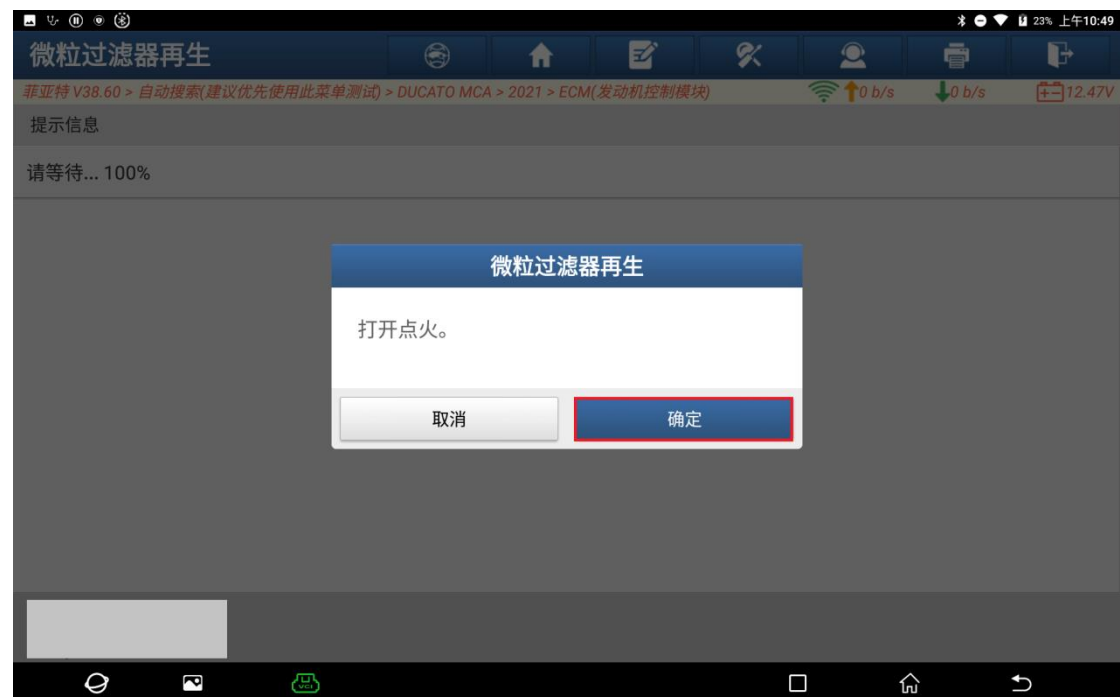 23% 上午10:49
微粒过滤器再生
菲亚特 V38.60 > 自动搜索(建议优先使用此菜单测试) > DUCATO MCA > 2021 > ECM(发动机控制模块) 0 b/s 0 b/s 12.47V
提示信息
请等待... 100%
微粒过滤器再生
打开点火。
取消 确定
VCI